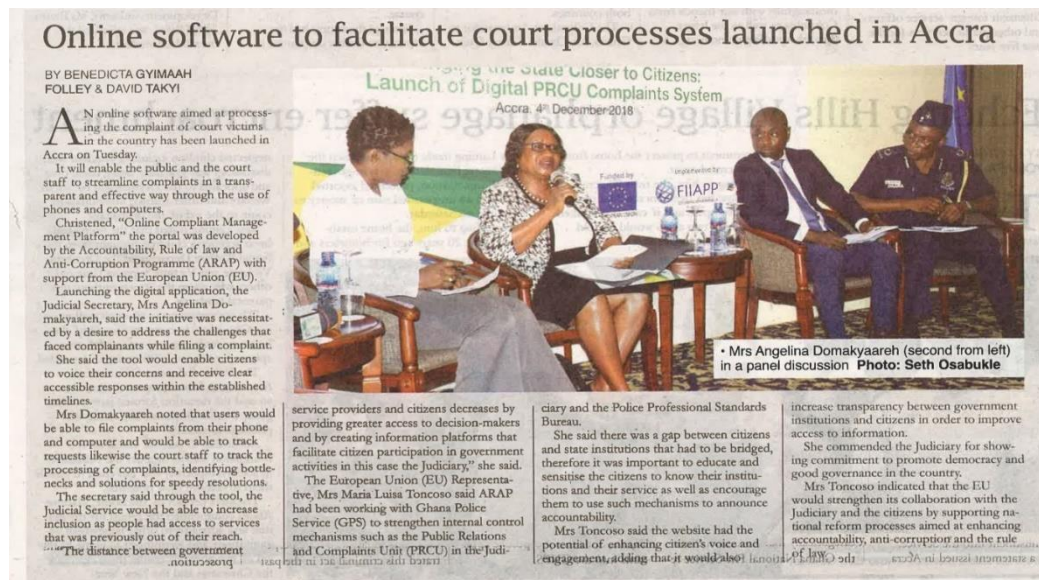 Online software to facilitate court processes launched in Accra
BY BENEDICTA GYIMAAH
FOLLEY & DAVID TAKYI
AN online software aimed at process-
ing the complaint of court victims
in the country has been launched in
Accra on Tuesday.
It will enable the public and the court
staff to streamline complaints in a trans-
parent and effective way through the use of
phones and computers.
Christened, “Online Compliant Manage-
ment Platform” the portal was developed
by the Accountability, Rule of law and
Anti-Corruption Programme (ARAP) with
support from the European Union (EU).
Launching the digital application, the
Judicial Secretary, Mrs Angelina Do-
makyaareh, said the initiative was necessitat-
ed by a desire to address the challenges that
faced complainants while filing a complaint.
She said the tool would enable citizens
to voice their concerns and receive clear
accessible responses within the established
timelines.
Mrs Domakyaareh noted that users would
be able to file complaints from their phone
and computer and would be able to track
requests likewise the court staff to track the
processing of complaints, identifying bottle-
necks and solutions for speedy resolutions.
The secretary said through the tool, the
Judicial Service would be able to increase
inclusion as people had access to services
that was previously out of their reach.
“The distance between government
State Closer to Citizens:
Launch of Digital PRCU Complaints System
Accra, 4th December 2018
Funded by
Implemented by
FIIAPP
• Mrs Angelina Domakyaareh (second from left)
in a panel discussion Photo: Seth Osabukle
service providers and citizens decreases by
providing greater access to decision-makers
and by creating information platforms that
facilitate citizen participation in government
activities in this case the Judiciary,” she said.
The European Union (EU) Representa-
tive, Mrs Maria Luisa Toncoso said ARAP
had been working with Ghana Police
Service (GPS) to strengthen internal control
mechanisms such as the Public Relations
and Complaints Unit (PRCU) in the Judi-
ciary and the Police Professional Standards
Bureau.
She said there was a gap between citizens
and state institutions that had to be bridged,
therefore it was important to educate and
sensitise the citizens to know their institu-
tions and their service as well as encourage
them to use such mechanisms to announce
accountability.
Mrs Toncoso said the website had the
potential of enhancing citizen’s voice and
engagement, adding that it would also
increase transparency between government
institutions and citizens in order to improve
access to information.
She commended the Judiciary for show-
ing commitment to promote democracy and
good governance in the country.
Mrs Toncoso indicated that the EU
would strengthen its collaboration with the
Judiciary and the citizens by supporting na-
tional reform processes aimed at enhancing
accountability, anti-corruption and the rule
of law.